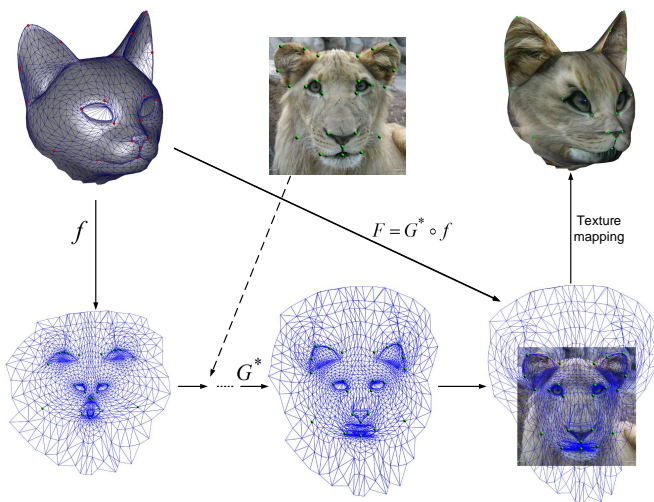 f
F = G* ∘ f
Texture
mapping
G*